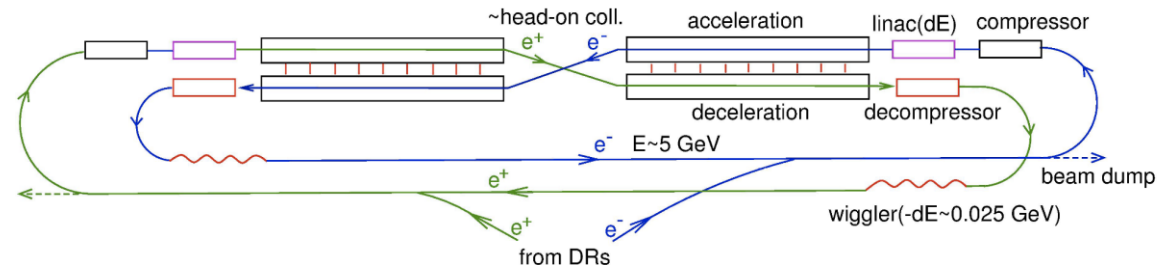 ~head-on coll.
acceleration
linac(dE)
compressor
e+
e-
deceleration
decompressor
e-
E~5 GeV
e+
beam dump
wiggler(-dE~0.025 GeV)
e+
e-
from DRs